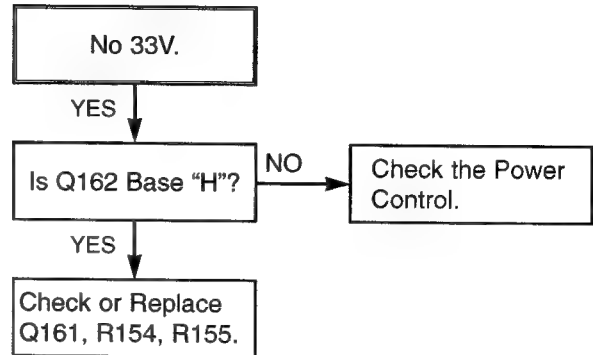 No 33V.
YES
Is Q162 Base “H”?
NO
Check the Power
Control.
YES
Check or Replace
Q161, R154, R155.